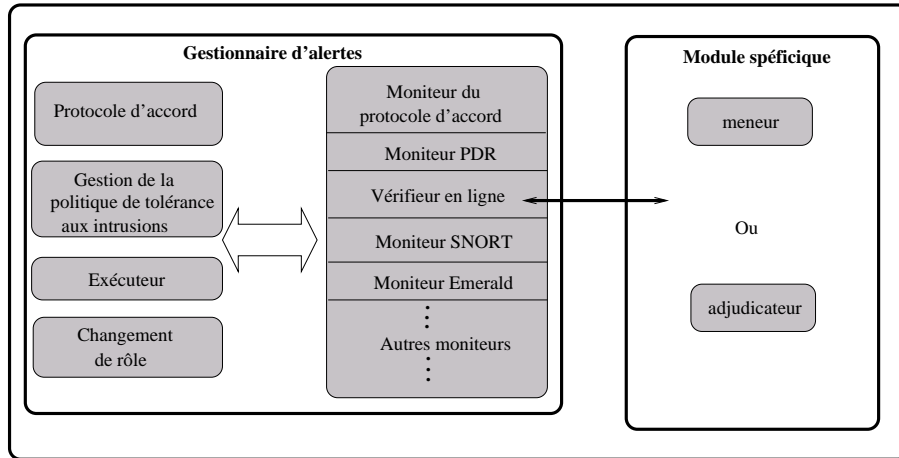 Gestionnaire d'alertes
Protocole d'accord
Gestion de la
politique de tolérance
aux intrusions
Exécuteur
Changement
de rôle
Moniteur du
protocole d'accord
Moniteur PDR
Vérifieur en ligne
Moniteur SNORT
Moniteur Emerald
Autres moniteurs
Module spéficique
meneur
Ou
adjudicateur